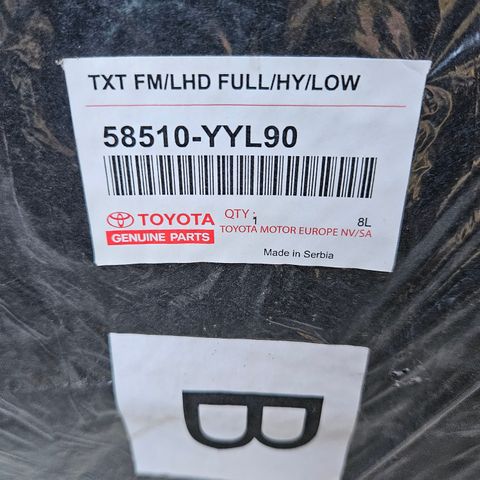 TXT FM/LHD FULL/HY/LOW
58510-YYL90
TOYOTA
GENUINE PARTS
QTY :
1
8L
TOYOTA MOTOR EUROPE NV/SA
Made in Serbia
B